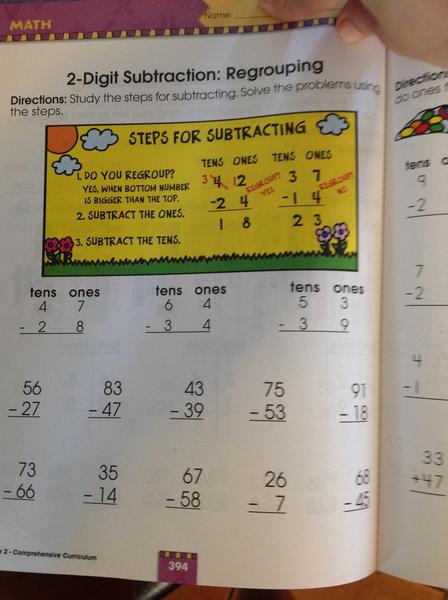 MATH
Name:
2-Digit Subtraction: Regrouping
Directions: Study the steps for subtracting. Solve the problems using
the steps.
STEPS FOR SUBTRACTING
1. DO YOU REGROUP?
YES, WHEN BOTTOM NUMBER
IS BIGGER THAN THE TOP.
2. SUBTRACT THE ONES.
3. SUBTRACT THE TENS.
TENS ONES TENS ONES
3 4 12 REGROUP? YES 3 7 REGROUP? NO
-2 4 -1 4
1 8 2 3
tens ones tens ones tens ones
4 7 6 4 5 3
- 2 8 - 3 4 - 3 9
56 83 43 75 91
- 27 - 47 - 39 - 53 - 18
73 35 67 26 68
- 66 - 14 - 58 - 7 - 45
2 - Comprehensive Curriculum
394
Directions:
do ones
tens
9
- 2
7
- 2
4
- 1
33
+ 47